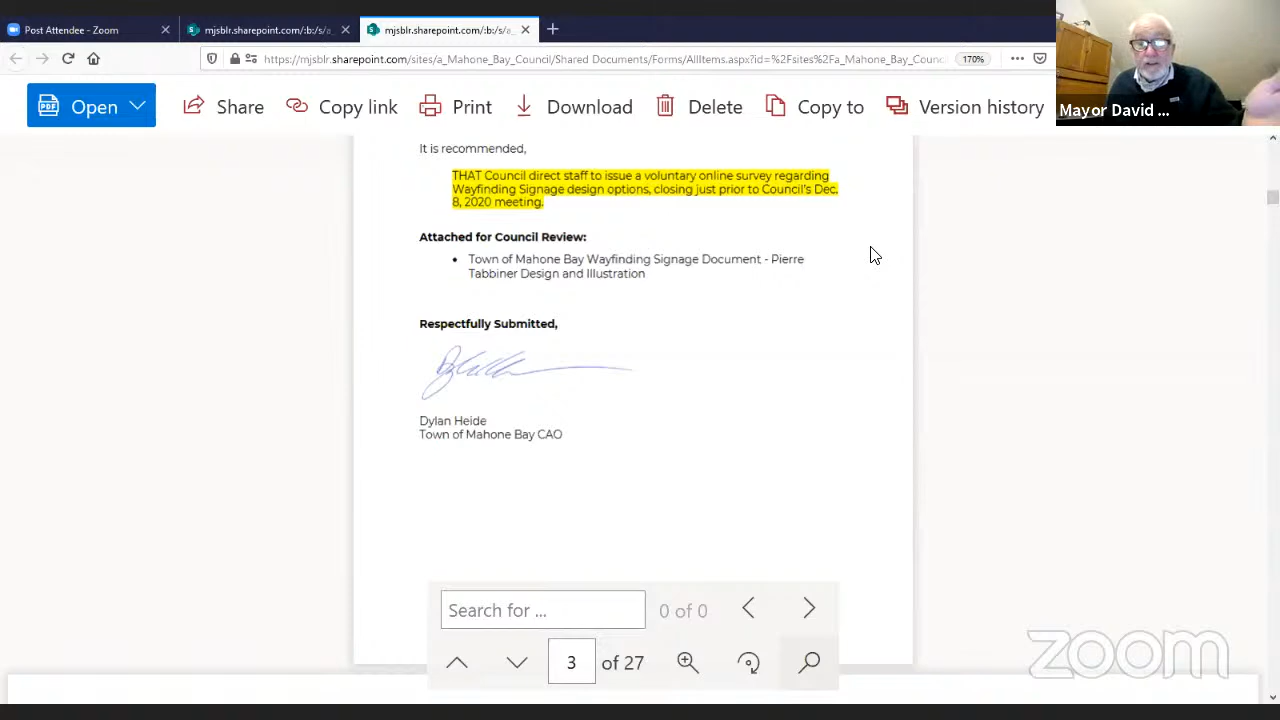 Post Attendee - Zoom
mjsblr.sharepoint.com/:b:/s/a_
mjsblr.sharepoint.com/:b:/s/a_
https://mjsblr.sharepoint.com/sites/a_Mahone_Bay_Council/Shared Documents/Forms/AllItems.aspx?id=%2Fsites%2Fa_Mahone_Bay_Counc
170%
Mayor David ...
PDF
Open
Share
Copy link
Print
Download
Delete
Copy to
Version history
It is recommended,
THAT Council direct staff to issue a voluntary online survey regarding
Wayfinding Signage design options, closing just prior to Council's Dec.
8, 2020 meeting.
Attached for Council Review:
• Town of Mahone Bay Wayfinding Signage Document - Pierre
Tabbiner Design and Illustration
Respectfully Submitted,
Dylan Heide
Town of Mahone Bay CAO
Search for ...
0 of 0
3
of 27
zoom